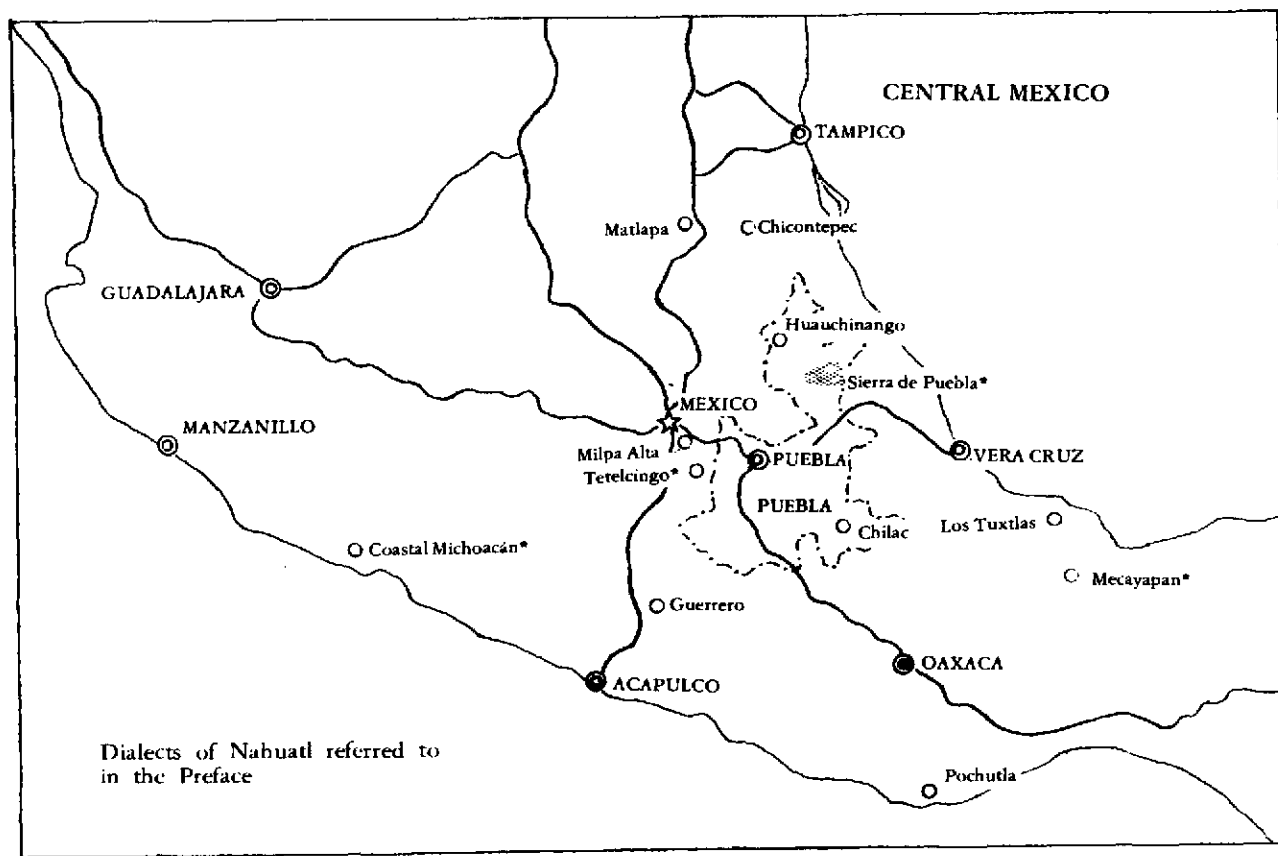 CENTRAL MEXICO
TAMPICO
Matlapa
Chicontepec
GUADALAJARA
Huauchinango
Sierra de Puebla*
MEXICO
MANZANILLO
Milpa Alta
PUEBLA
VERA CRUZ
Tetelcingo*
PUEBLA
Chilac
Los Tuxtlas
Coastal Michoacán*
Mecayapan*
Guerrero
OAXACA
ACAPULCO
Dialects of Nahuatl referred to
in the Preface
Pochutla